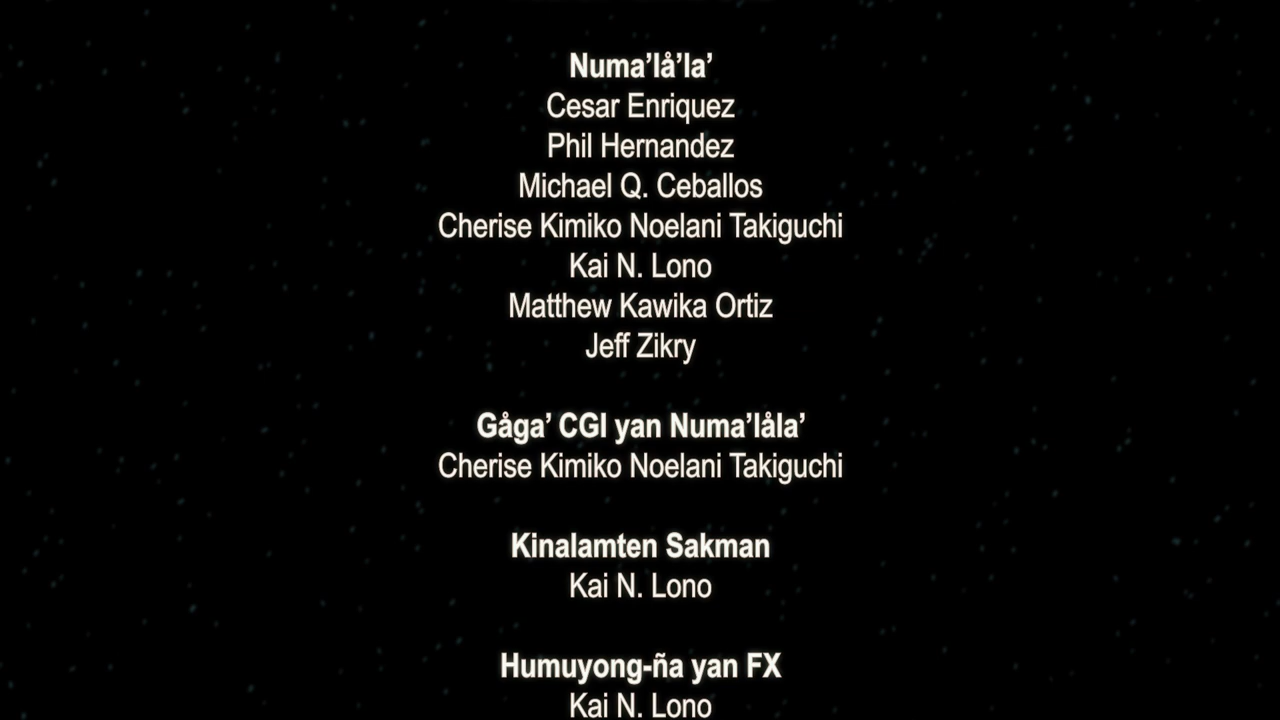 Numa’lå’la’
Cesar Enriquez
Phil Hernandez
Michael Q. Ceballos
Cherise Kimiko Noelani Takiguchi
Kai N. Lono
Matthew Kawika Ortiz
Jeff Zikry
Gåga’ CGI yan Numa’låla’
Cherise Kimiko Noelani Takiguchi
Kinalamten Sakman
Kai N. Lono
Humuyong-ña yan FX
Kai N. Lono